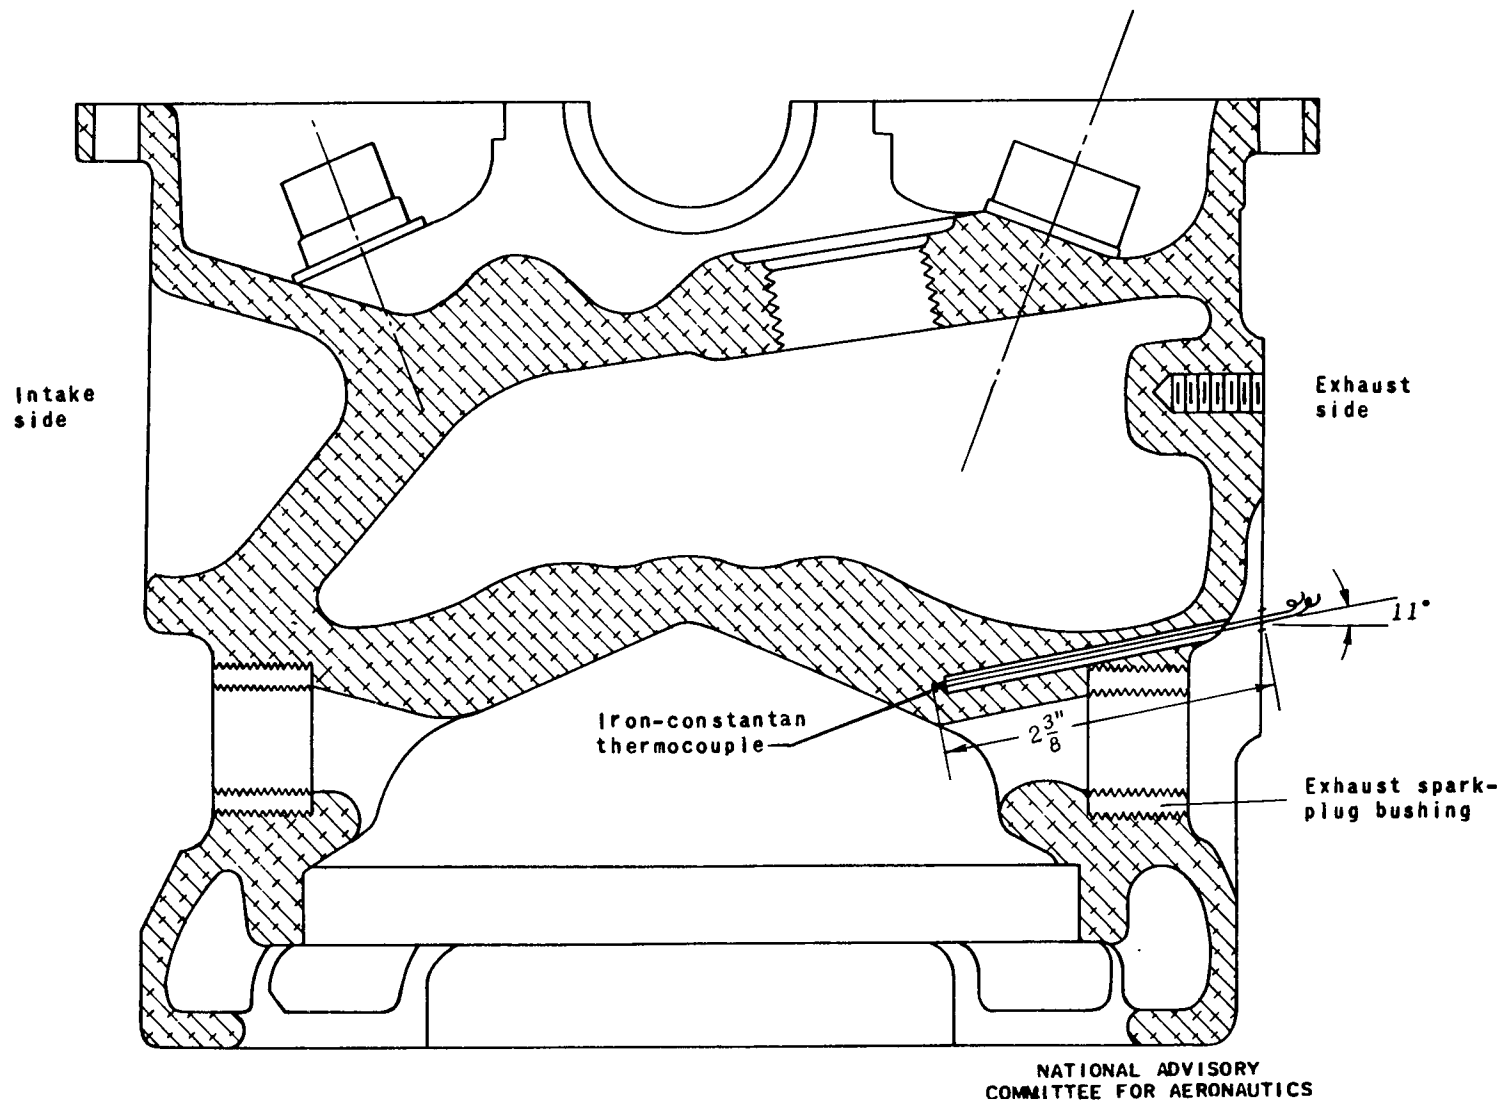 Intake
side
Exhaust
side
11°
Iron-constantan
thermocouple
2 3/8"
Exhaust spark-
plug bushing
NATIONAL ADVISORY
COMMITTEE FOR AERONAUTICS